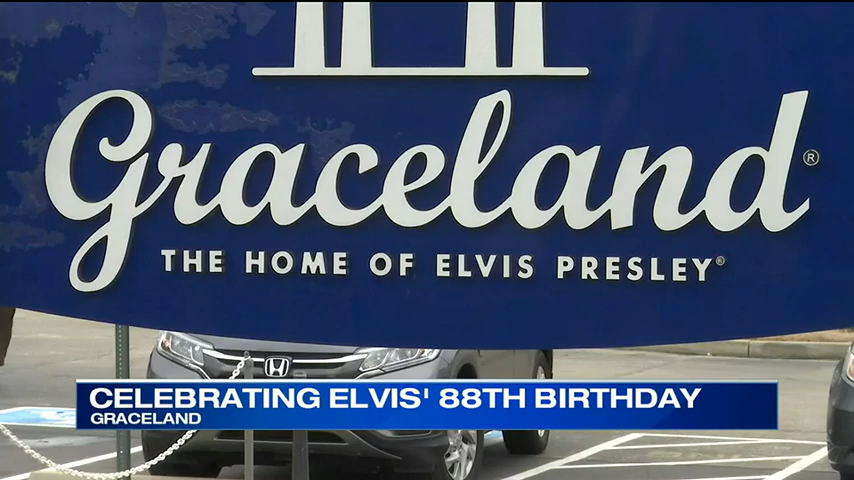 Graceland®
THE HOME OF ELVIS PRESLEY®
CELEBRATING ELVIS' 88TH BIRTHDAY
GRACELAND